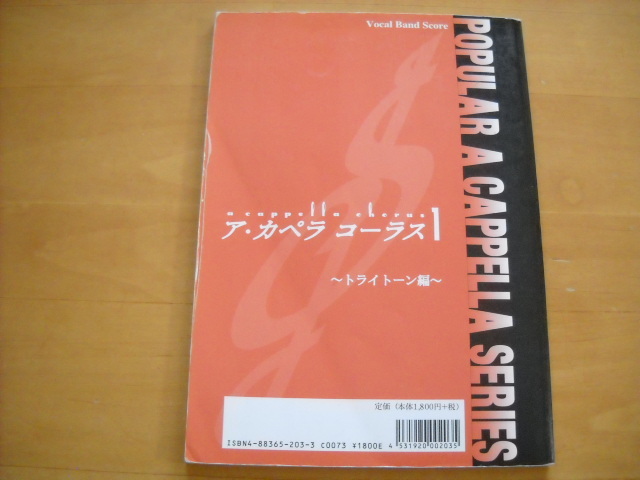 Vocal Band Score
POPULAR A CAPPELLA SERIES
a cappella chorus
ア・カペラ コーラス1
～トライトーン編～
定価（本体1,800円+税）
ISBN4-88365-203-3 C0073 ¥1800E 4 531920 002035